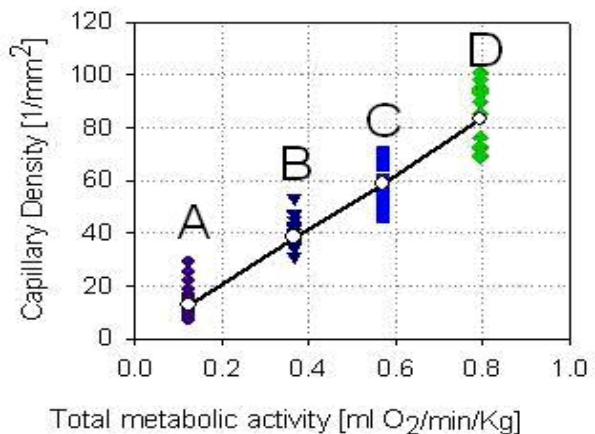 120
100
80
60
40
20
0
Capillary Density [1/mm²]
A
B
C
D
0.0 0.2 0.4 0.6 0.8 1.0
Total metabolic activity [ml O₂/min/Kg]